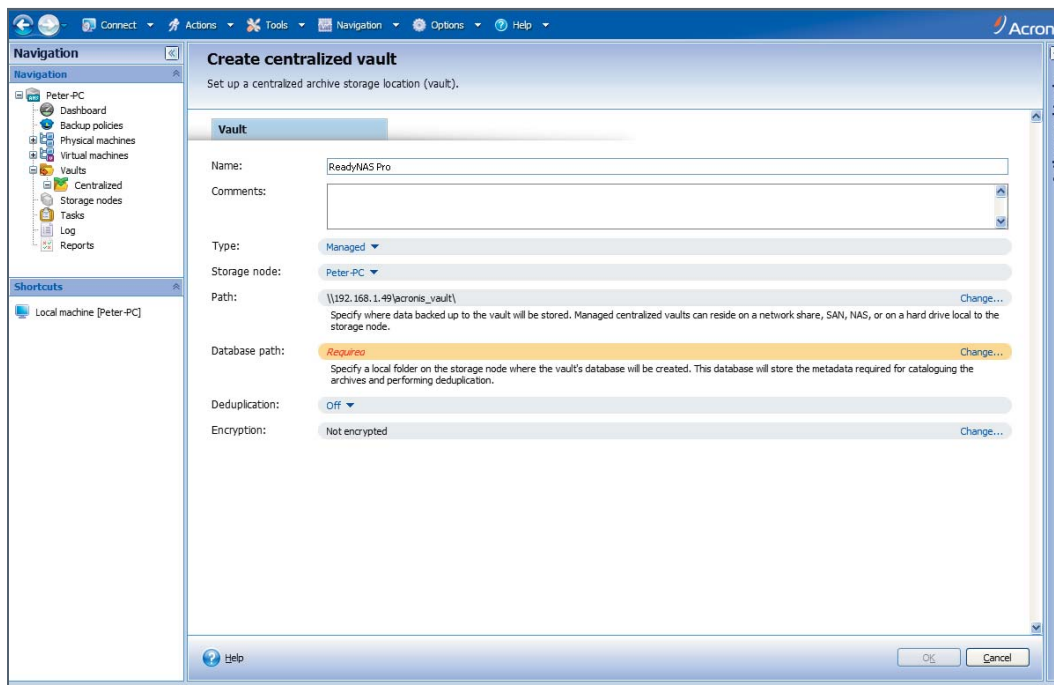 Connect Actions Tools Navigation Options Help Acron
Navigation
Navigation
Peter-PC
Dashboard
Backup policies
Physical machines
Virtual machines
Vaults
Centralized
Storage nodes
Tasks
Log
Reports
Shortcuts
Local machine [Peter-PC]
Create centralized vault
Set up a centralized archive storage location (vault).
Vault
Name: ReadyNAS Pro
Comments:
Type: Managed
Storage node: Peter-PC
Path: \\192.168.1.49\acronis_vault\ Change...
Specify where data backed up to the vault will be stored. Managed centralized vaults can reside on a network share, SAN, NAS, or on a hard drive local to the
storage node.
Database path: Required Change...
Specify a local folder on the storage node where the vault's database will be created. This database will store the metadata required for cataloguing the
archives and performing deduplication.
Deduplication: Off
Encryption: Not encrypted Change...
Help OK Cancel